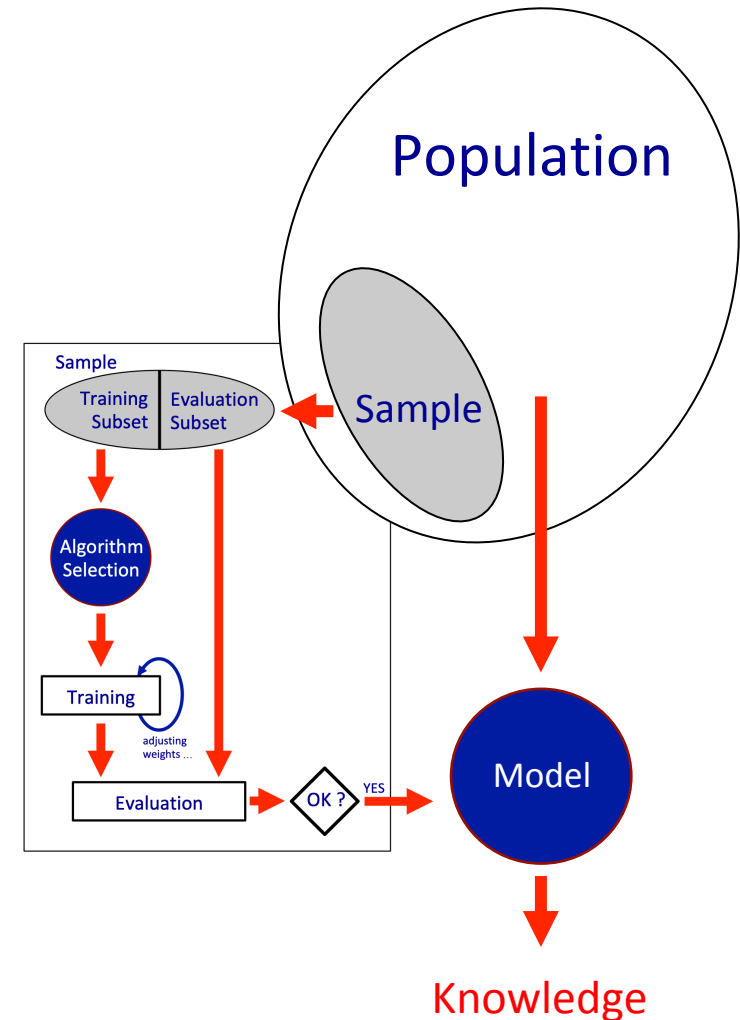 Population
Sample
Sample
Training
Subset
Evaluation
Subset
Algorithm
Selection
Training
adjusting
weights ...
Evaluation
OK ?
YES
Model
Knowledge